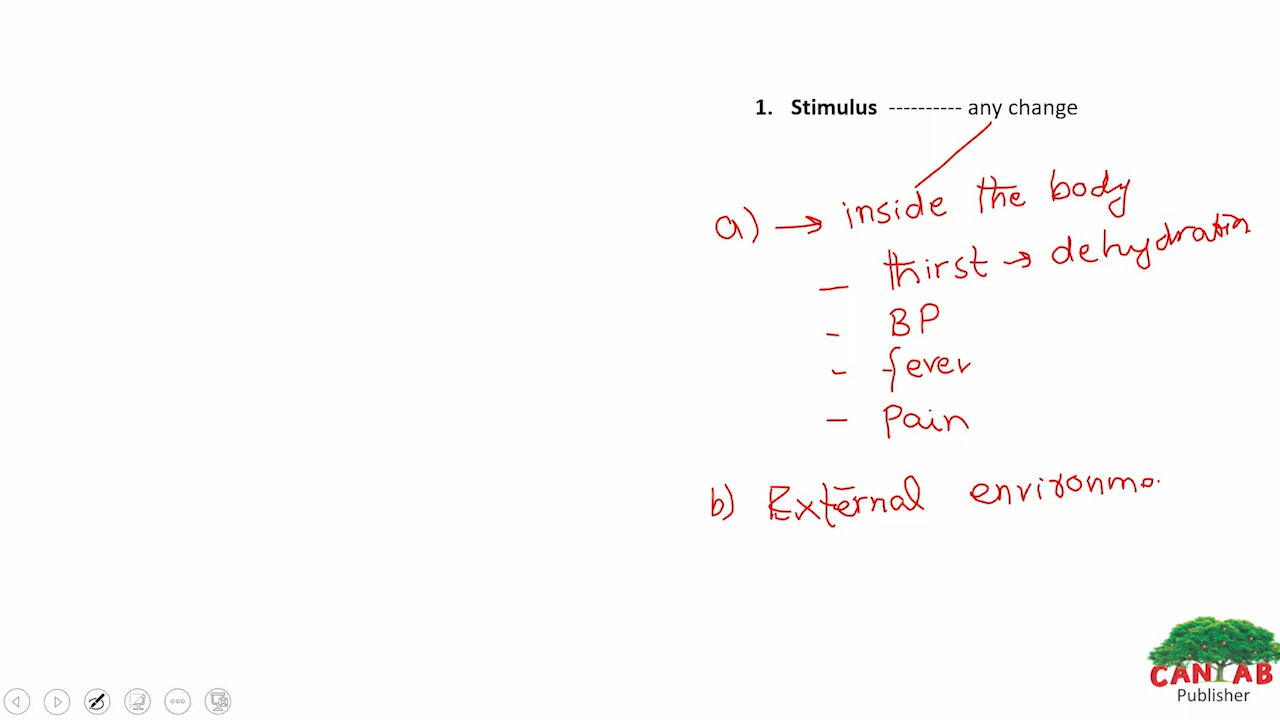 1. Stimulus ---------- any change
a) → inside the body
- thirst → dehydration
- BP
- fever
- Pain
b) External environme
CANTAB
Publisher